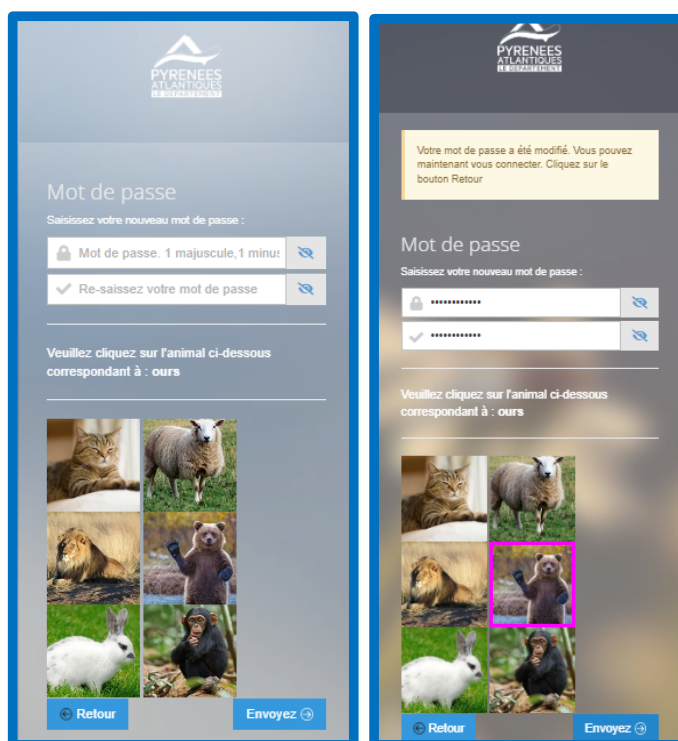 PYRENEES
ATLANTIQUES
LE DEPARTEMENT
Mot de passe
Saisissez votre nouveau mot de passe :
Mot de passe. 1 majuscule,1 minus
Re-saissez votre mot de passe
Veuillez cliquez sur l'animal ci-dessous
correspondant à : ours
Retour
Envoyez
PYRENEES
ATLANTIQUES
LE DEPARTEMENT
Votre mot de passe a été modifié. Vous pouvez
maintenant vous connecter. Cliquez sur le
bouton Retour
Mot de passe
Saisissez votre nouveau mot de passe :
••••••••••••
••••••••••••
Veuillez cliquez sur l'animal ci-dessous
correspondant à : ours
Retour
Envoyez